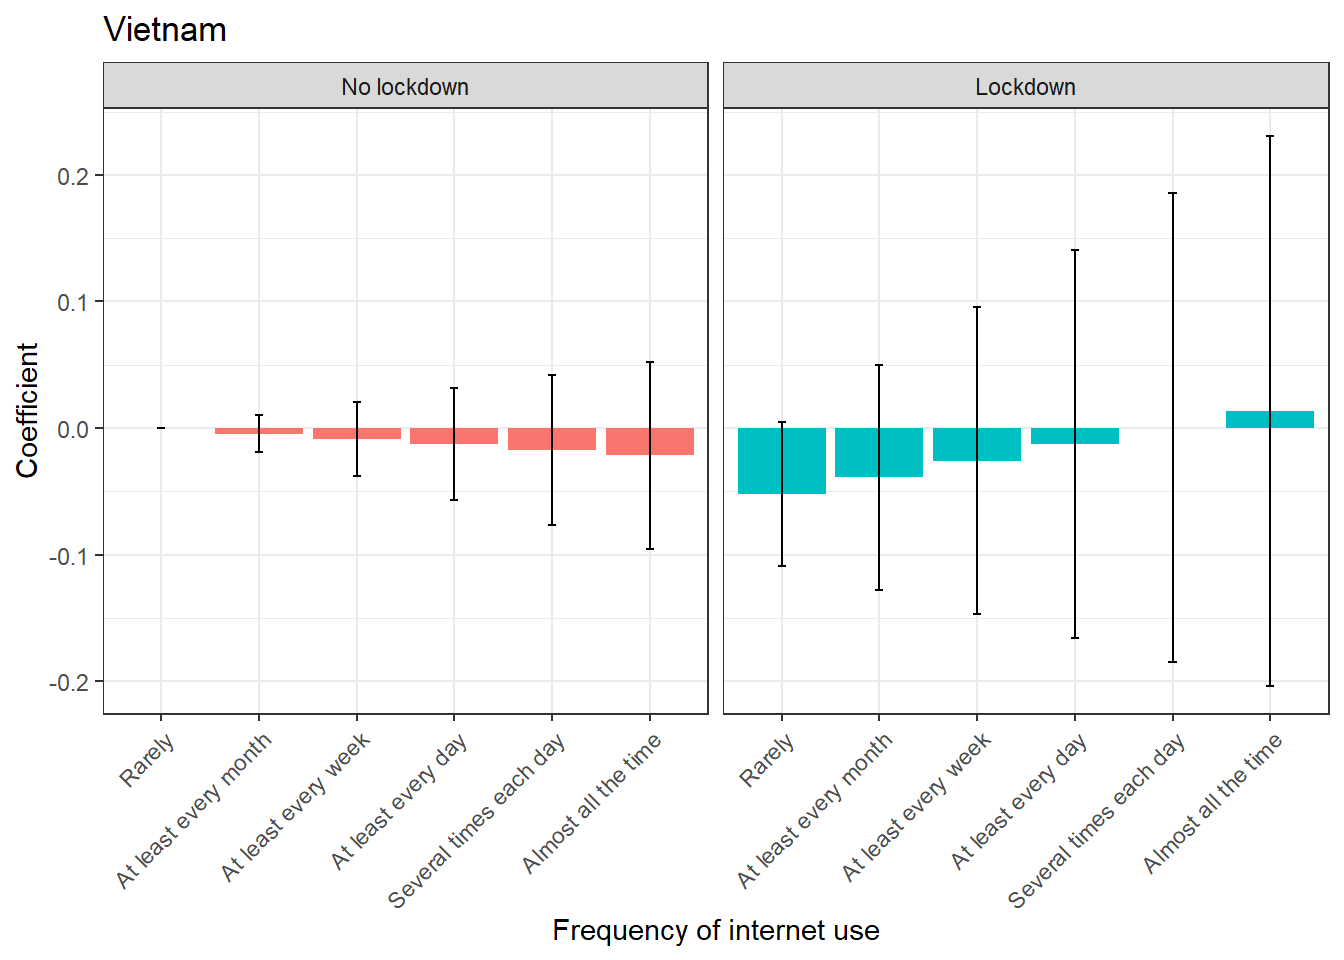 Vietnam
No lockdown
Lockdown
Coefficient
0.2
0.1
0.0
-0.1
-0.2
Rarely
At least every month
At least every week
At least every day
Several times each day
Almost all the time
Rarely
At least every month
At least every week
At least every day
Several times each day
Almost all the time
Frequency of internet use